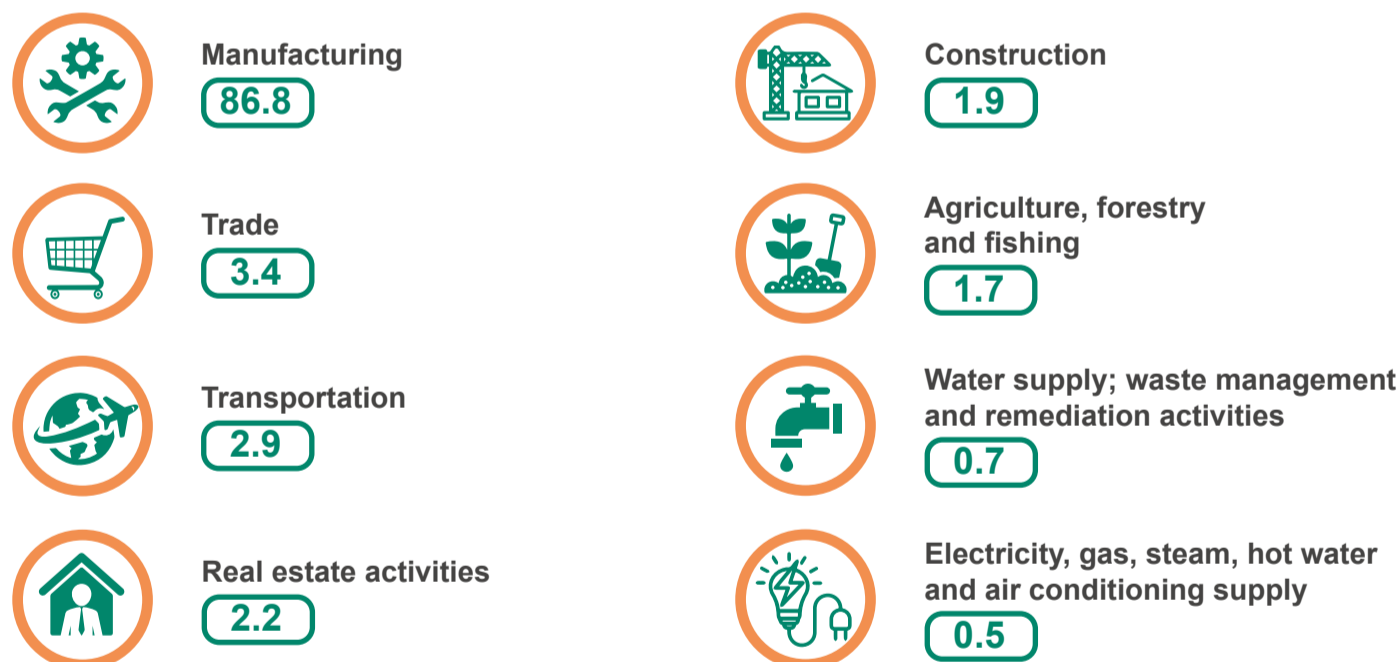 Manufacturing
86.8
Trade
3.4
Transportation
2.9
Real estate activities
2.2
Construction
1.9
Agriculture, forestry
and fishing
1.7
Water supply; waste management
and remediation activities
0.7
Electricity, gas, steam, hot water
and air conditioning supply
0.5